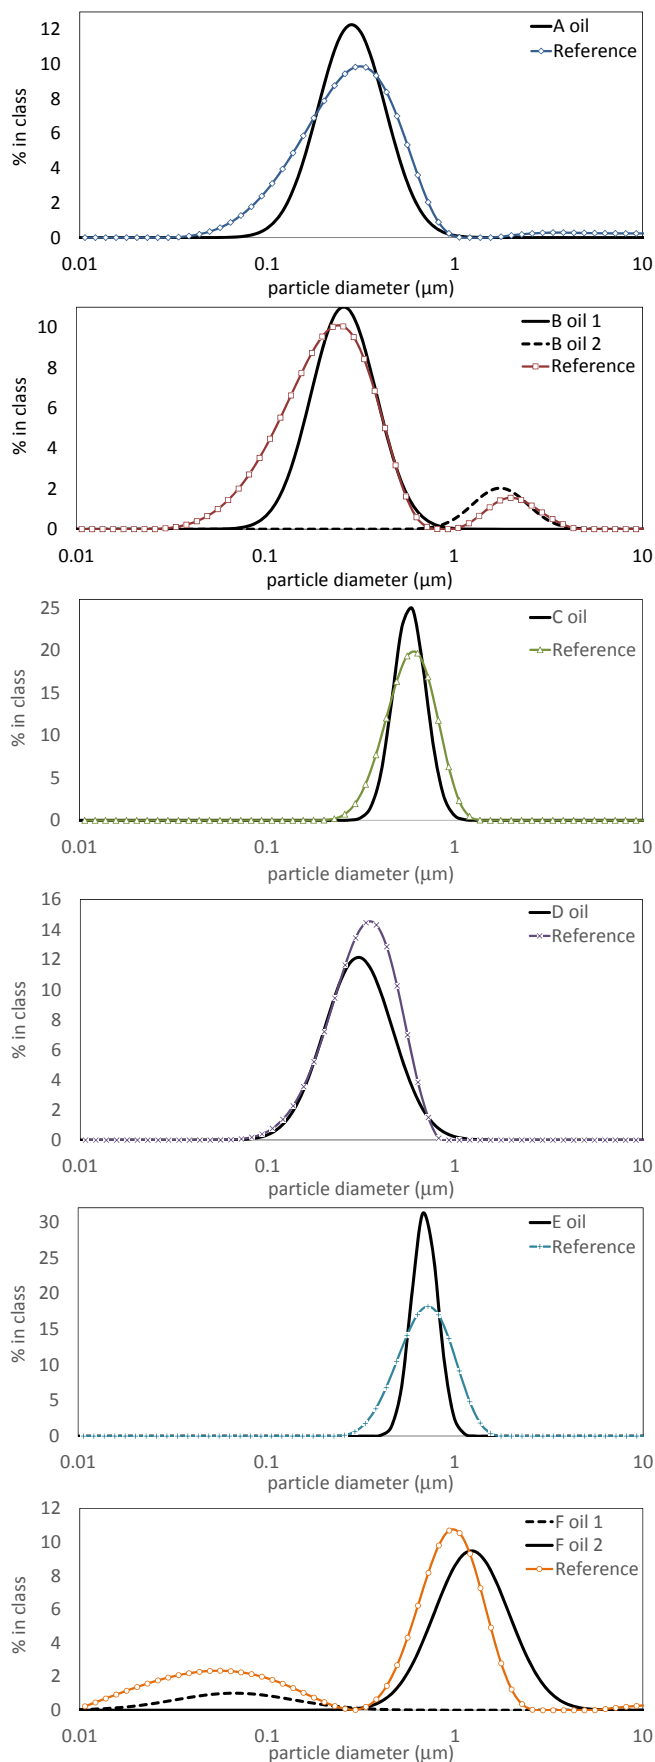 12
10
8
6
4
2
0
% in class
A oil
Reference
0.01
0.1
1
10
particle diameter (µm)
10
8
6
4
2
0
% in class
B oil 1
B oil 2
Reference
0.01
0.1
1
10
particle diameter (µm)
25
20
15
10
5
0
% in class
C oil
Reference
0.01
0.1
1
10
particle diameter (µm)
16
14
12
10
8
6
4
2
0
% in class
D oil
Reference
0.01
0.1
1
10
particle diameter (µm)
30
25
20
15
10
5
0
% in class
E oil
Reference
0.01
0.1
1
10
particle diameter (µm)
12
10
8
6
4
2
0
% in class
F oil 1
F oil 2
Reference
0.01
0.1
1
10
particle diameter (µm)